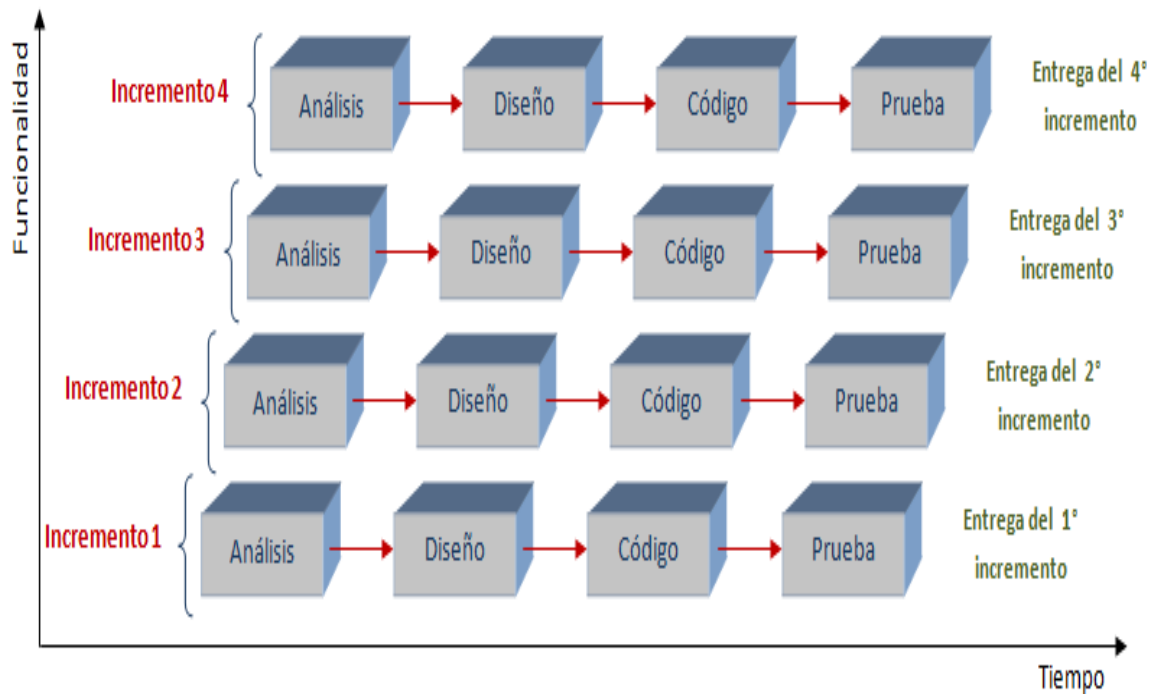 Funcionalidad
Incremento 4
Análisis
Diseño
Código
Prueba
Entrega del 4°
incremento
Incremento 3
Análisis
Diseño
Código
Prueba
Entrega del 3°
incremento
Incremento 2
Análisis
Diseño
Código
Prueba
Entrega del 2°
incremento
Incremento 1
Análisis
Diseño
Código
Prueba
Entrega del 1°
incremento
Tiempo